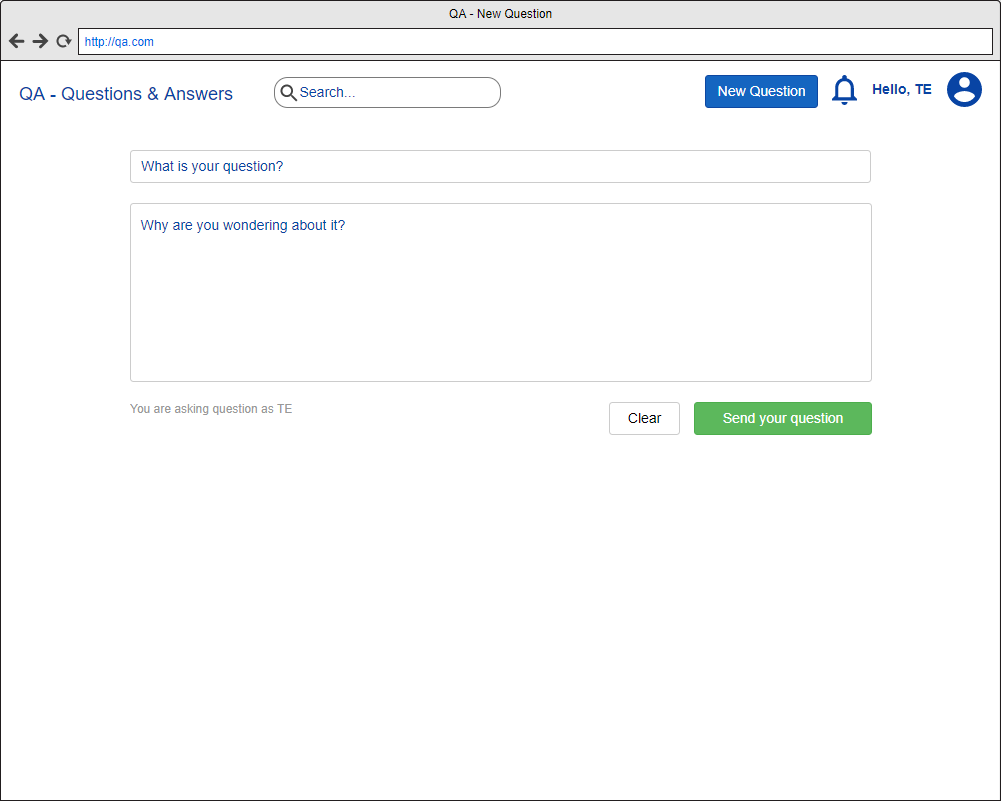 QA - New Question
http://qa.com
QA - Questions & Answers
Search...
New Question
Hello, TE
What is your question?
Why are you wondering about it?
You are asking question as TE
Clear
Send your question